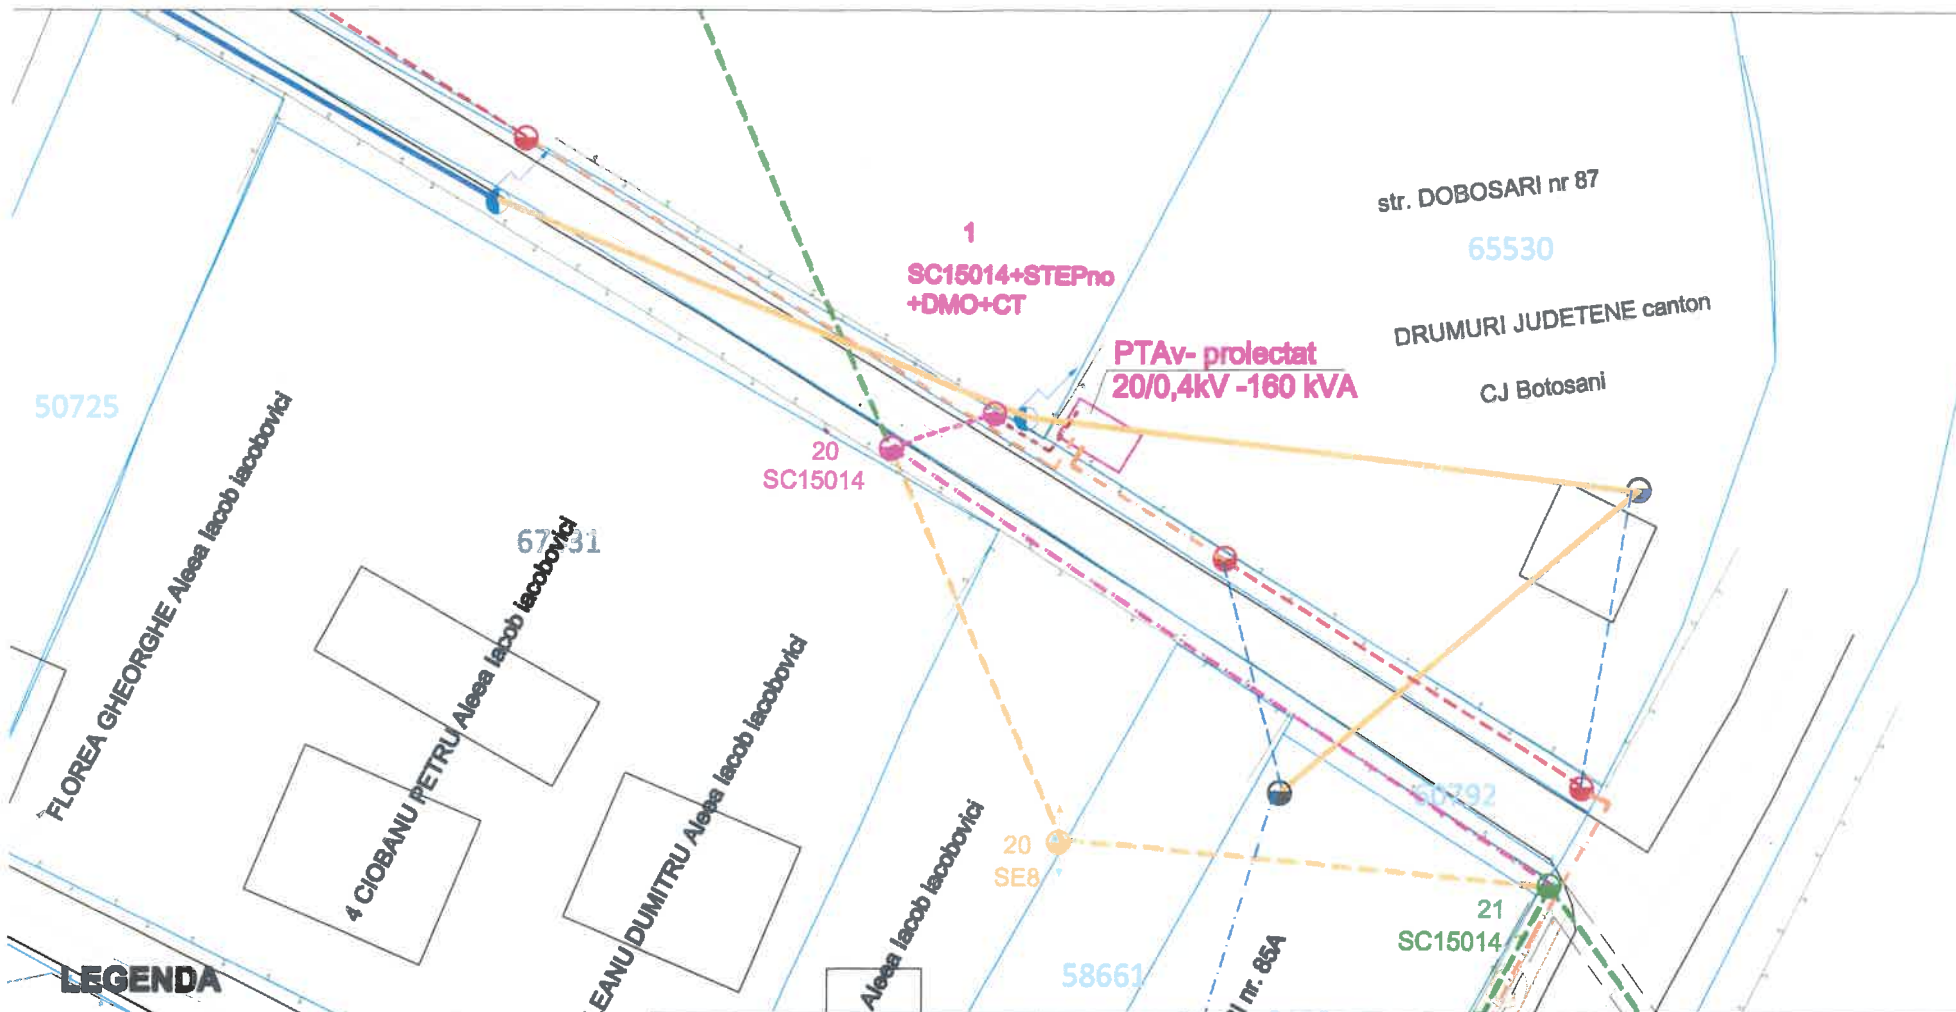 str. DOBOSARI nr 87
65530
DRUMURI JUDETENE canton
CJ Botosani
1
SC15014+STEPno
+DMO+CT
PTAv- proiectat
20/0,4kV -160 kVA
50725
20
SC15014
FLOREA GHEORGHE Aleea Iacob iacobovici
4 CIOBANU PETRU Aleea Iacob iacobovici
EANU DUMITRU Aleea Iacob iacobovici
Aleea Iacob iacobovici
60792
20
SE8
21
SC15014
58661
nr. 85A
LEGENDA